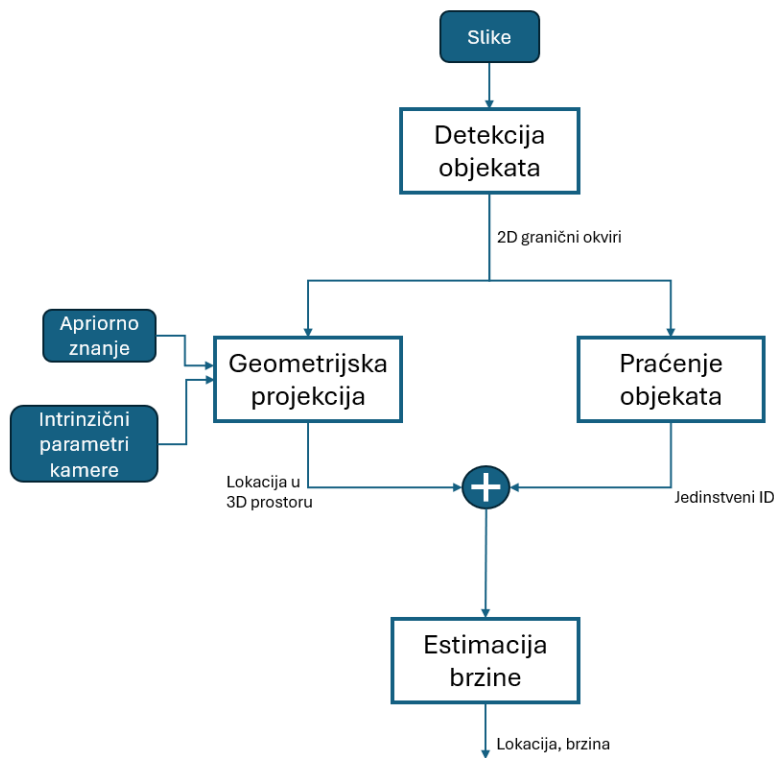 Slike
Detekcija
objekata
2D granični okviri
Apriorno
znanje
Geometrijska
projekcija
Praćenje
objekata
Intrinzični
parametri
kamere
Lokacija u
3D prostoru
Jedinstveni ID
Estimacija
brzine
Lokacija, brzina